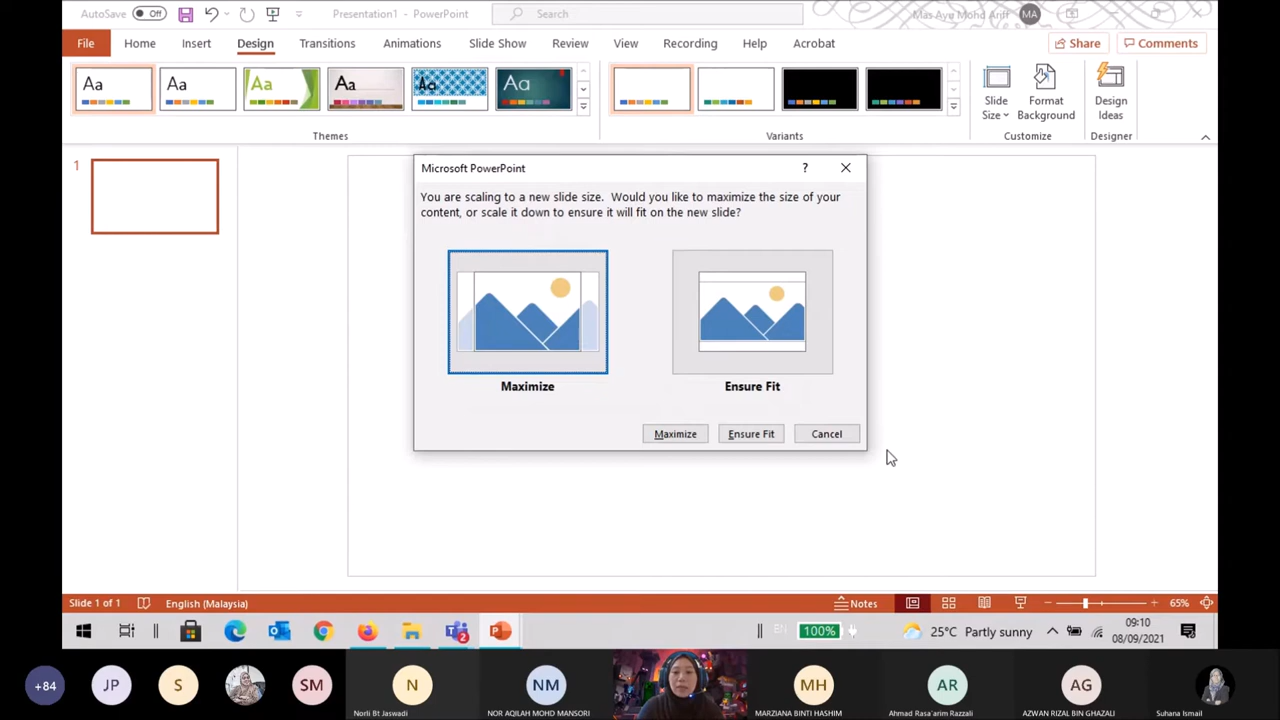 AutoSave Off
Presentation1 - PowerPoint
Search
Mas Ayu Mohd Ariff MA
File Home Insert Design Transitions Animations Slide Show Review View Recording Help Acrobat Share Comments
Aa Aa Aa Aa Aa Aa
Slide Size
Format Background
Design Ideas
Themes Variants Customize Designer
1
Microsoft PowerPoint ?
You are scaling to a new slide size. Would you like to maximize the size of your
content, or scale it down to ensure it will fit on the new slide?
Maximize Ensure Fit
Maximize Ensure Fit Cancel
Slide 1 of 1 English (Malaysia) Notes 65%
2 P EN 100% 25°C Partly sunny 09:10
08/09/2021
+84 JP S SM N NM MH AR AG
Norli Bt Jaswadi NOR AQILAH MOHD MANSORI MARZIANA BINTI HASHIM Ahmad Rasa'arim Razzali AZWAN RIZAL BIN GHAZALI Suhana Ismail